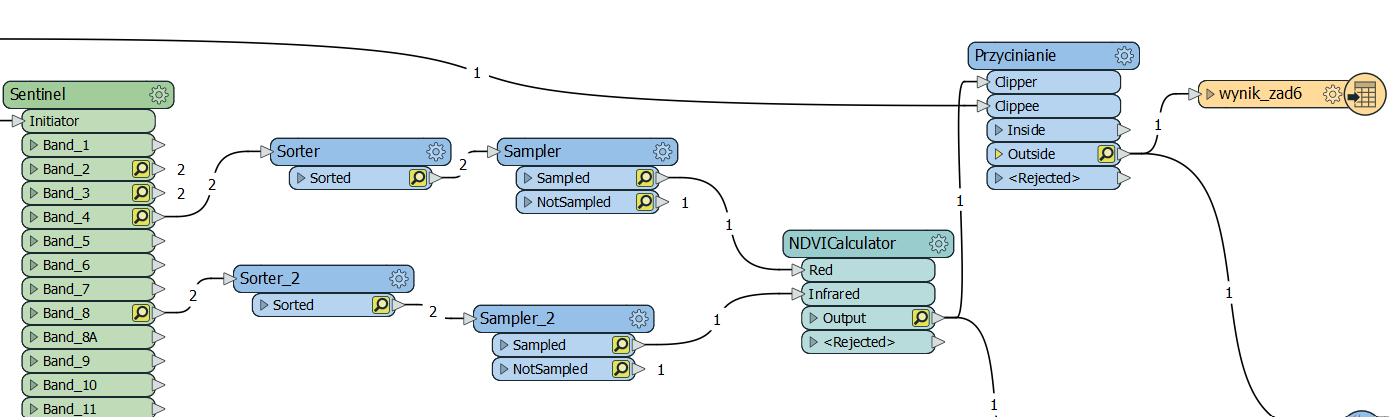 1
Sentinel
Initiator
Band_1
Band_2 2
Band_3 2
Band_4
2
Band_5
Band_6
Band_7
Band_8
2
Band_8A
Band_9
Band_10
Band_11
Sorter
Sorted
2
Sampler
Sampled
NotSampled 1
1
Sorter_2
Sorted
2
Sampler_2
Sampled
NotSampled 1
1
NDVICalculator
Red
Infrared
Output
<Rejected>
1
1
Przycinianie
Clipper
Clippee
Inside
Outside
<Rejected>
1
1
wynik_zad6